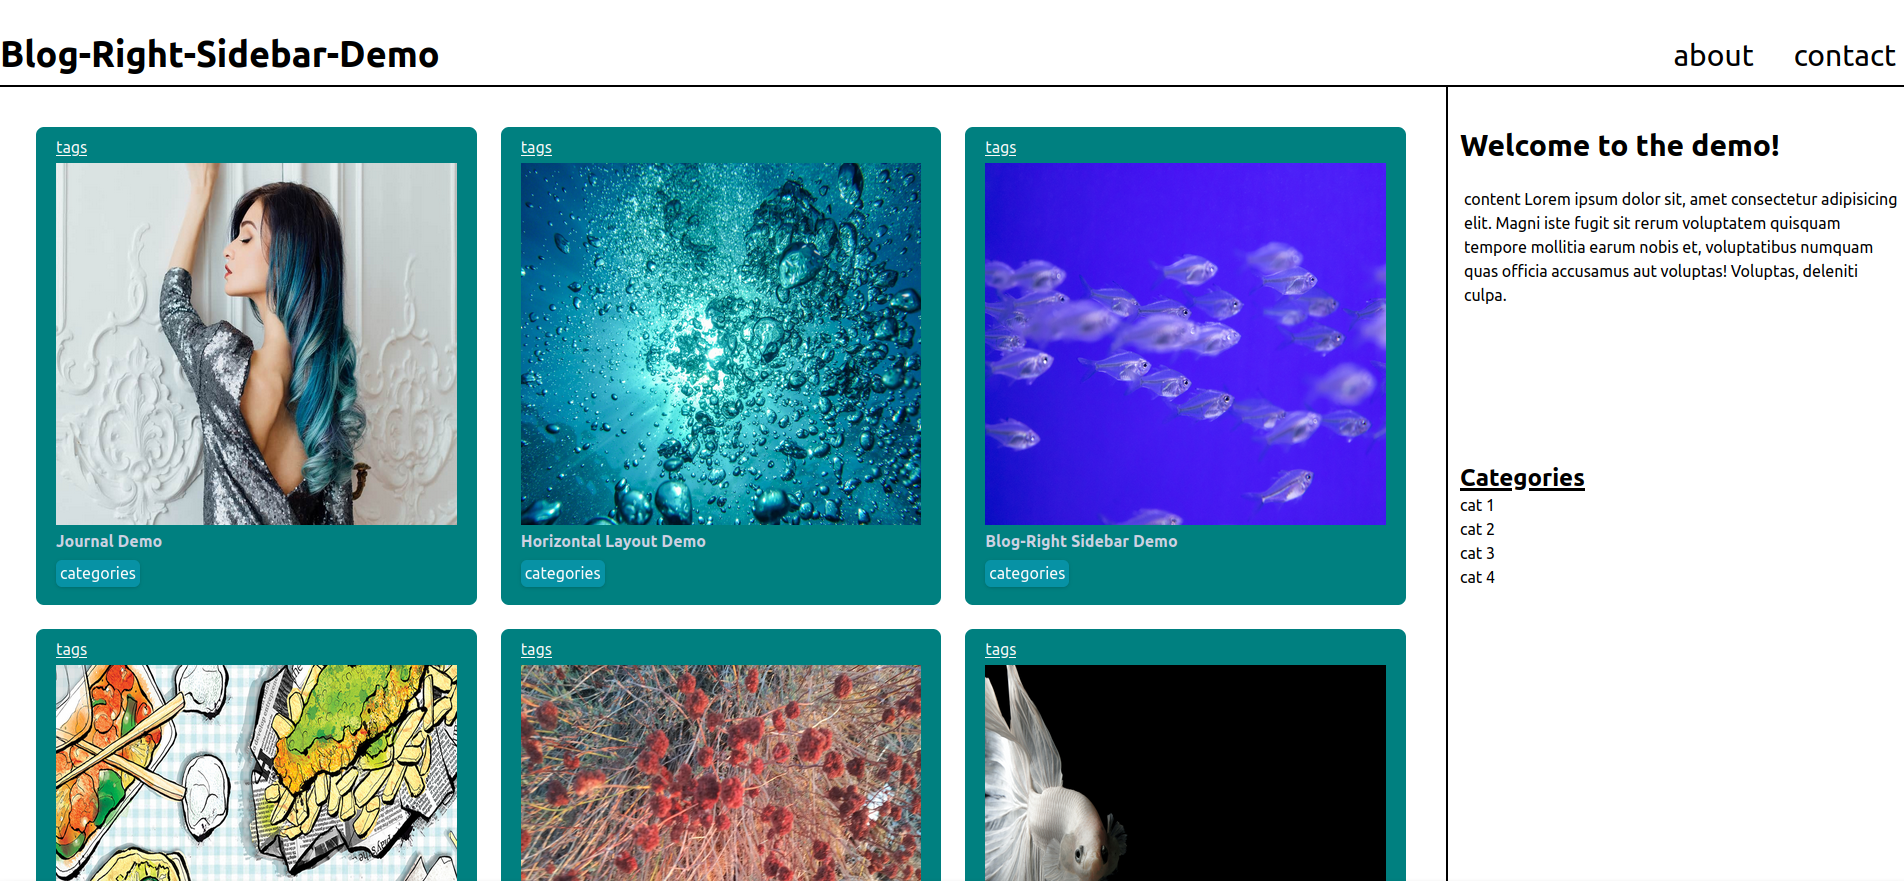 Blog-Right-Sidebar-Demo
about
contact
tags
Journal Demo
categories
tags
Horizontal Layout Demo
categories
tags
Blog-Right Sidebar Demo
categories
tags
tags
tags
Welcome to the demo!
content Lorem ipsum dolor sit, amet consectetur adipisicing
elit. Magni iste fugit sit rerum voluptatem quisquam
tempore mollitia earum nobis et, voluptatibus numquam
quas officia accusamus aut voluptas! Voluptas, deleniti
culpa.
Categories
cat 1
cat 2
cat 3
cat 4